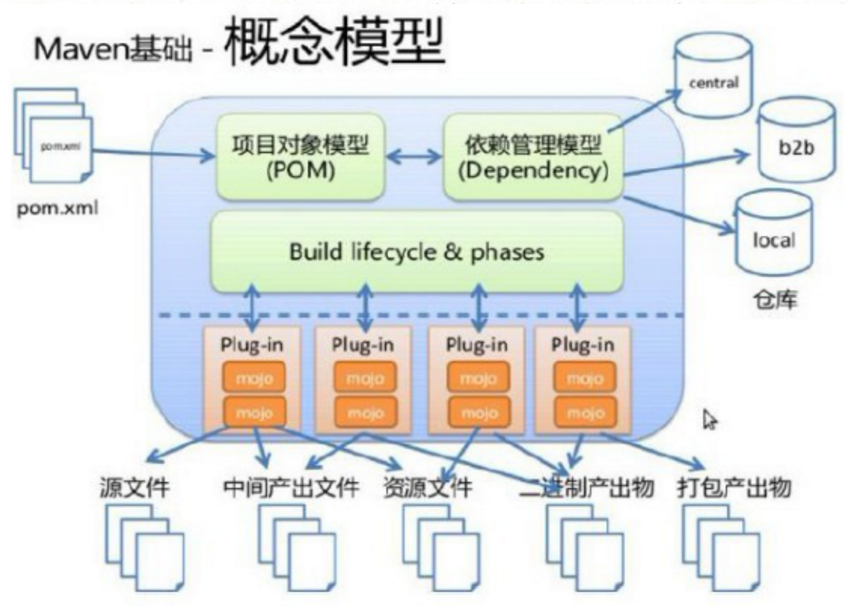 Maven基础 - 概念模型
central
pom.xml
b2b
项目对象模型
(POM)
依赖管理模型
(Dependency)
pom.xml
local
Build lifecycle & phases
仓库
Plug-in
Plug-in
Plug-in
Plug-in
mojo
mojo
mojo
mojo
mojo
mojo
mojo
mojo
源文件
中间产出文件
资源文件
二进制产出物
打包产出物